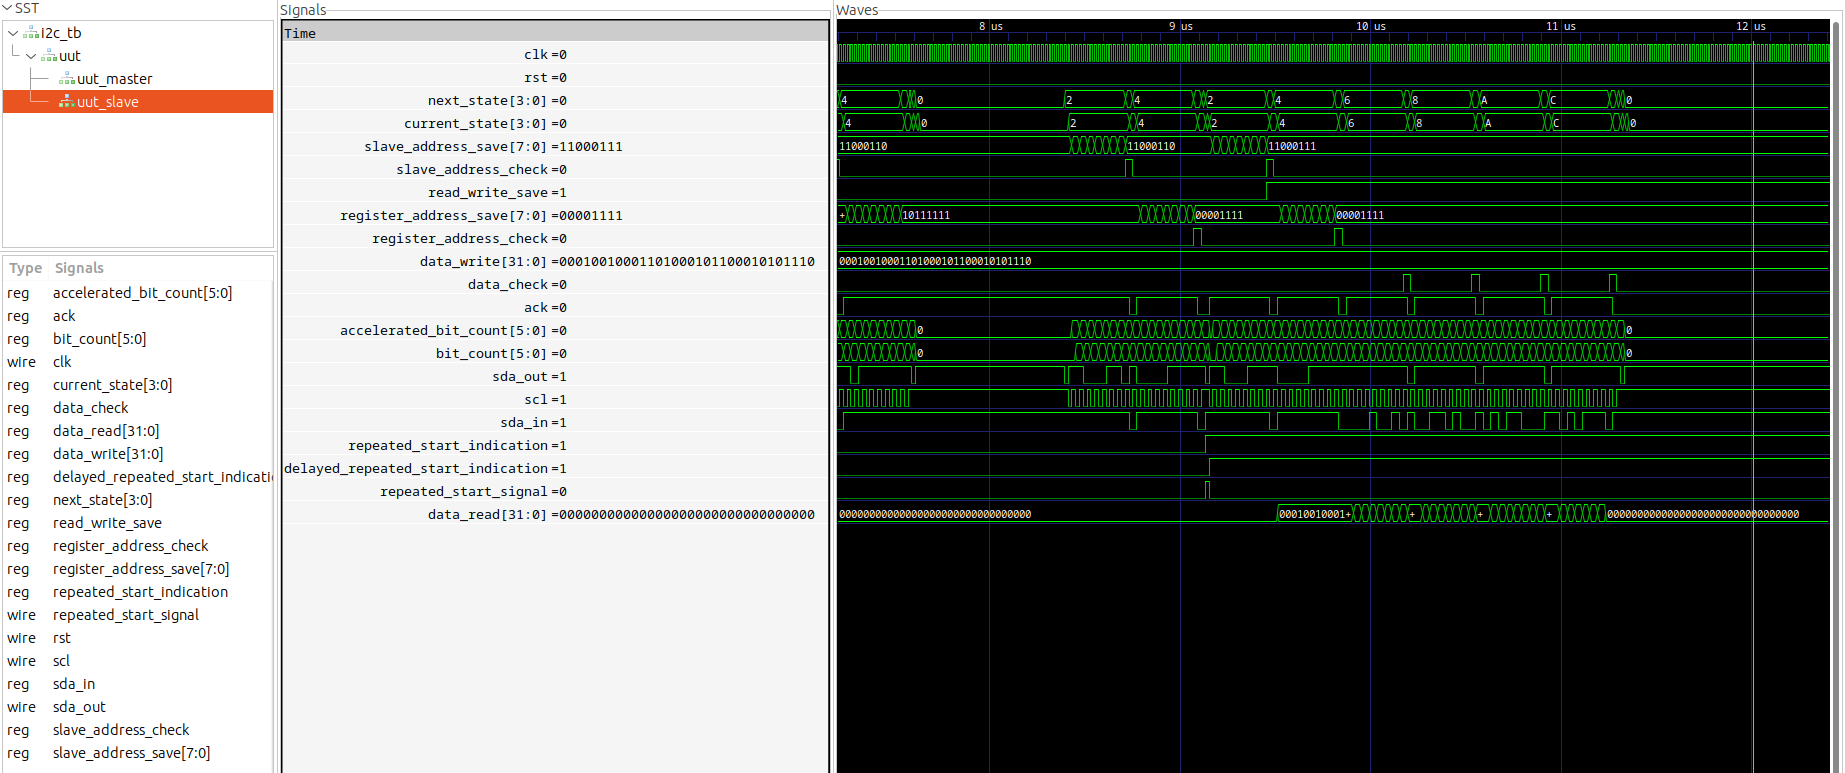 SST
i2c_tb
uut
uut_master
uut_slave
Type Signals
reg accelerated_bit_count[5:0]
reg ack
reg bit_count[5:0]
wire clk
reg current_state[3:0]
reg data_check
reg data_read[31:0]
reg data_write[31:0]
reg delayed_repeated_start_indicati
reg next_state[3:0]
reg read_write_save
reg register_address_check
reg register_address_save[7:0]
reg repeated_start_indication
wire repeated_start_signal
wire rst
wire scl
reg sda_in
wire sda_out
reg slave_address_check
reg slave_address_save[7:0]
Signals
Time
clk =0
rst =0
next_state[3:0] =0
current_state[3:0] =0
slave_address_save[7:0] =11000111
slave_address_check =0
read_write_save =1
register_address_save[7:0] =00001111
register_address_check =0
data_write[31:0] =00010010001101000101100010101110
data_check =0
ack =0
accelerated_bit_count[5:0] =0
bit_count[5:0] =0
sda_out =1
scl =1
sda_in =1
repeated_start_indication =1
delayed_repeated_start_indication =1
repeated_start_signal =0
data_read[31:0] =00000000000000000000000000000000
Waves
8 us 9 us 10 us 11 us 12 us
4 0 2 4 2 4 6 8 A C 0
4 0 2 4 2 4 6 8 A C 0
11000110 11000110 11000111
+ 10111111 00001111 00001111
00010010001101000101100010101110
0 0
0 0
00000000000000000000000000000000 00010010001+ + + + 00000000000000000000000000000000